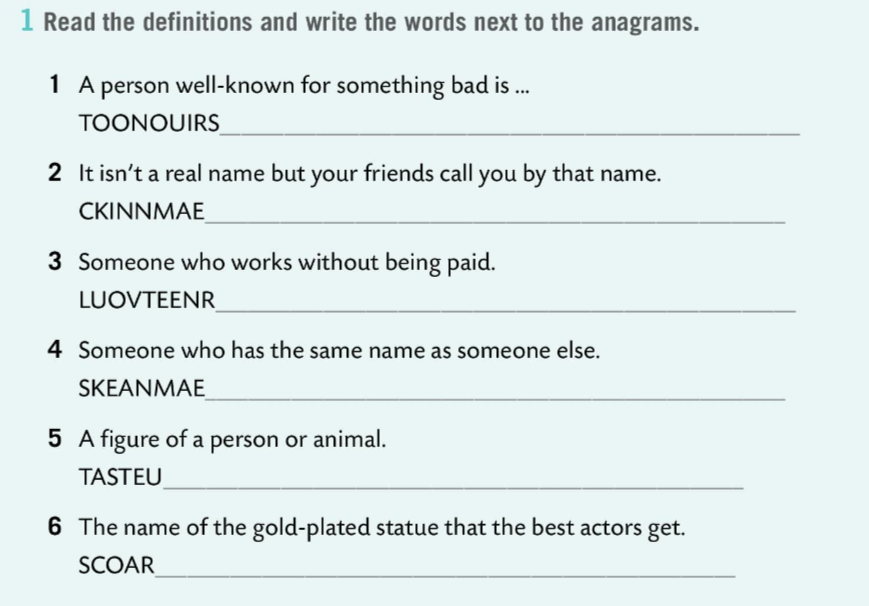 1 Read the definitions and write the words next to the anagrams.
1 A person well-known for something bad is ...
TOONOUIRS
2 It isn't a real name but your friends call you by that name.
CKINNMAE
3 Someone who works without being paid.
LUOVTEENR
4 Someone who has the same name as someone else.
SKEANMAE
5 A figure of a person or animal.
TASTEU
6 The name of the gold-plated statue that the best actors get.
SCOAR